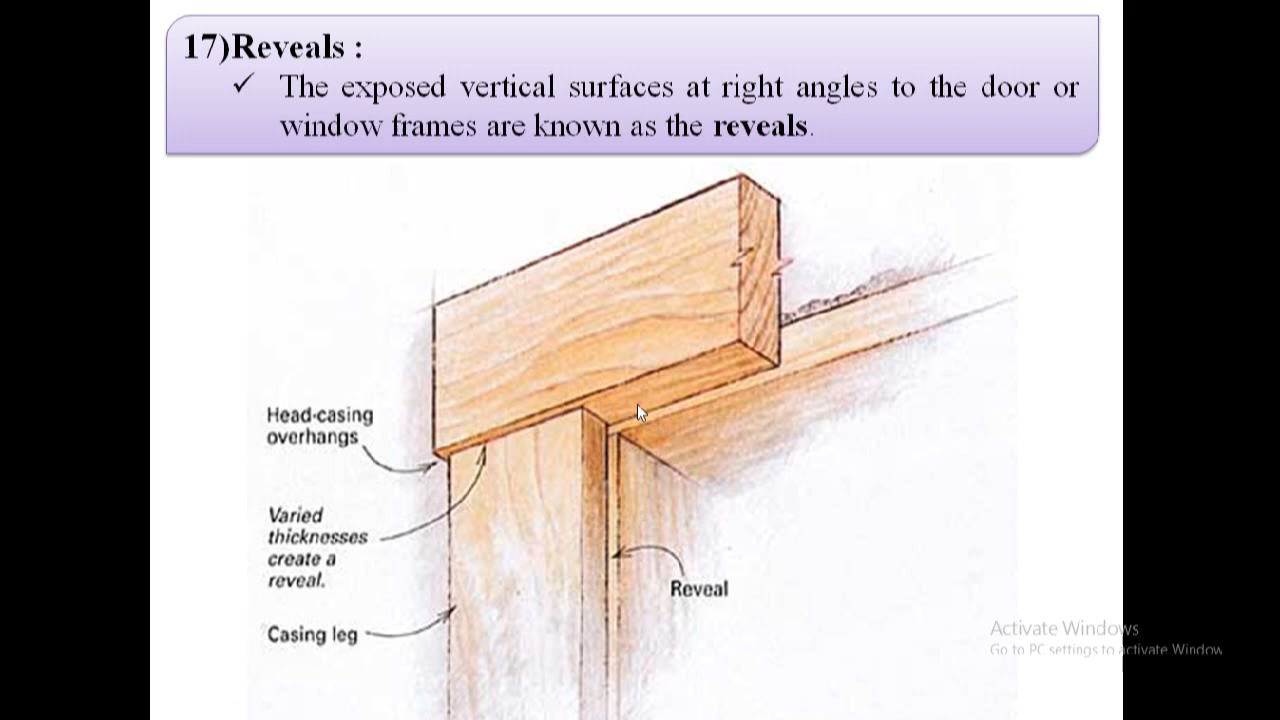 17)Reveals :
✓ The exposed vertical surfaces at right angles to the door or
window frames are known as the reveals.
Head-casing
overhangs
Varied
thicknesses
create a
reveal.
Reveal
Casing leg
Activate Windows
Go to PC settings to activate Window